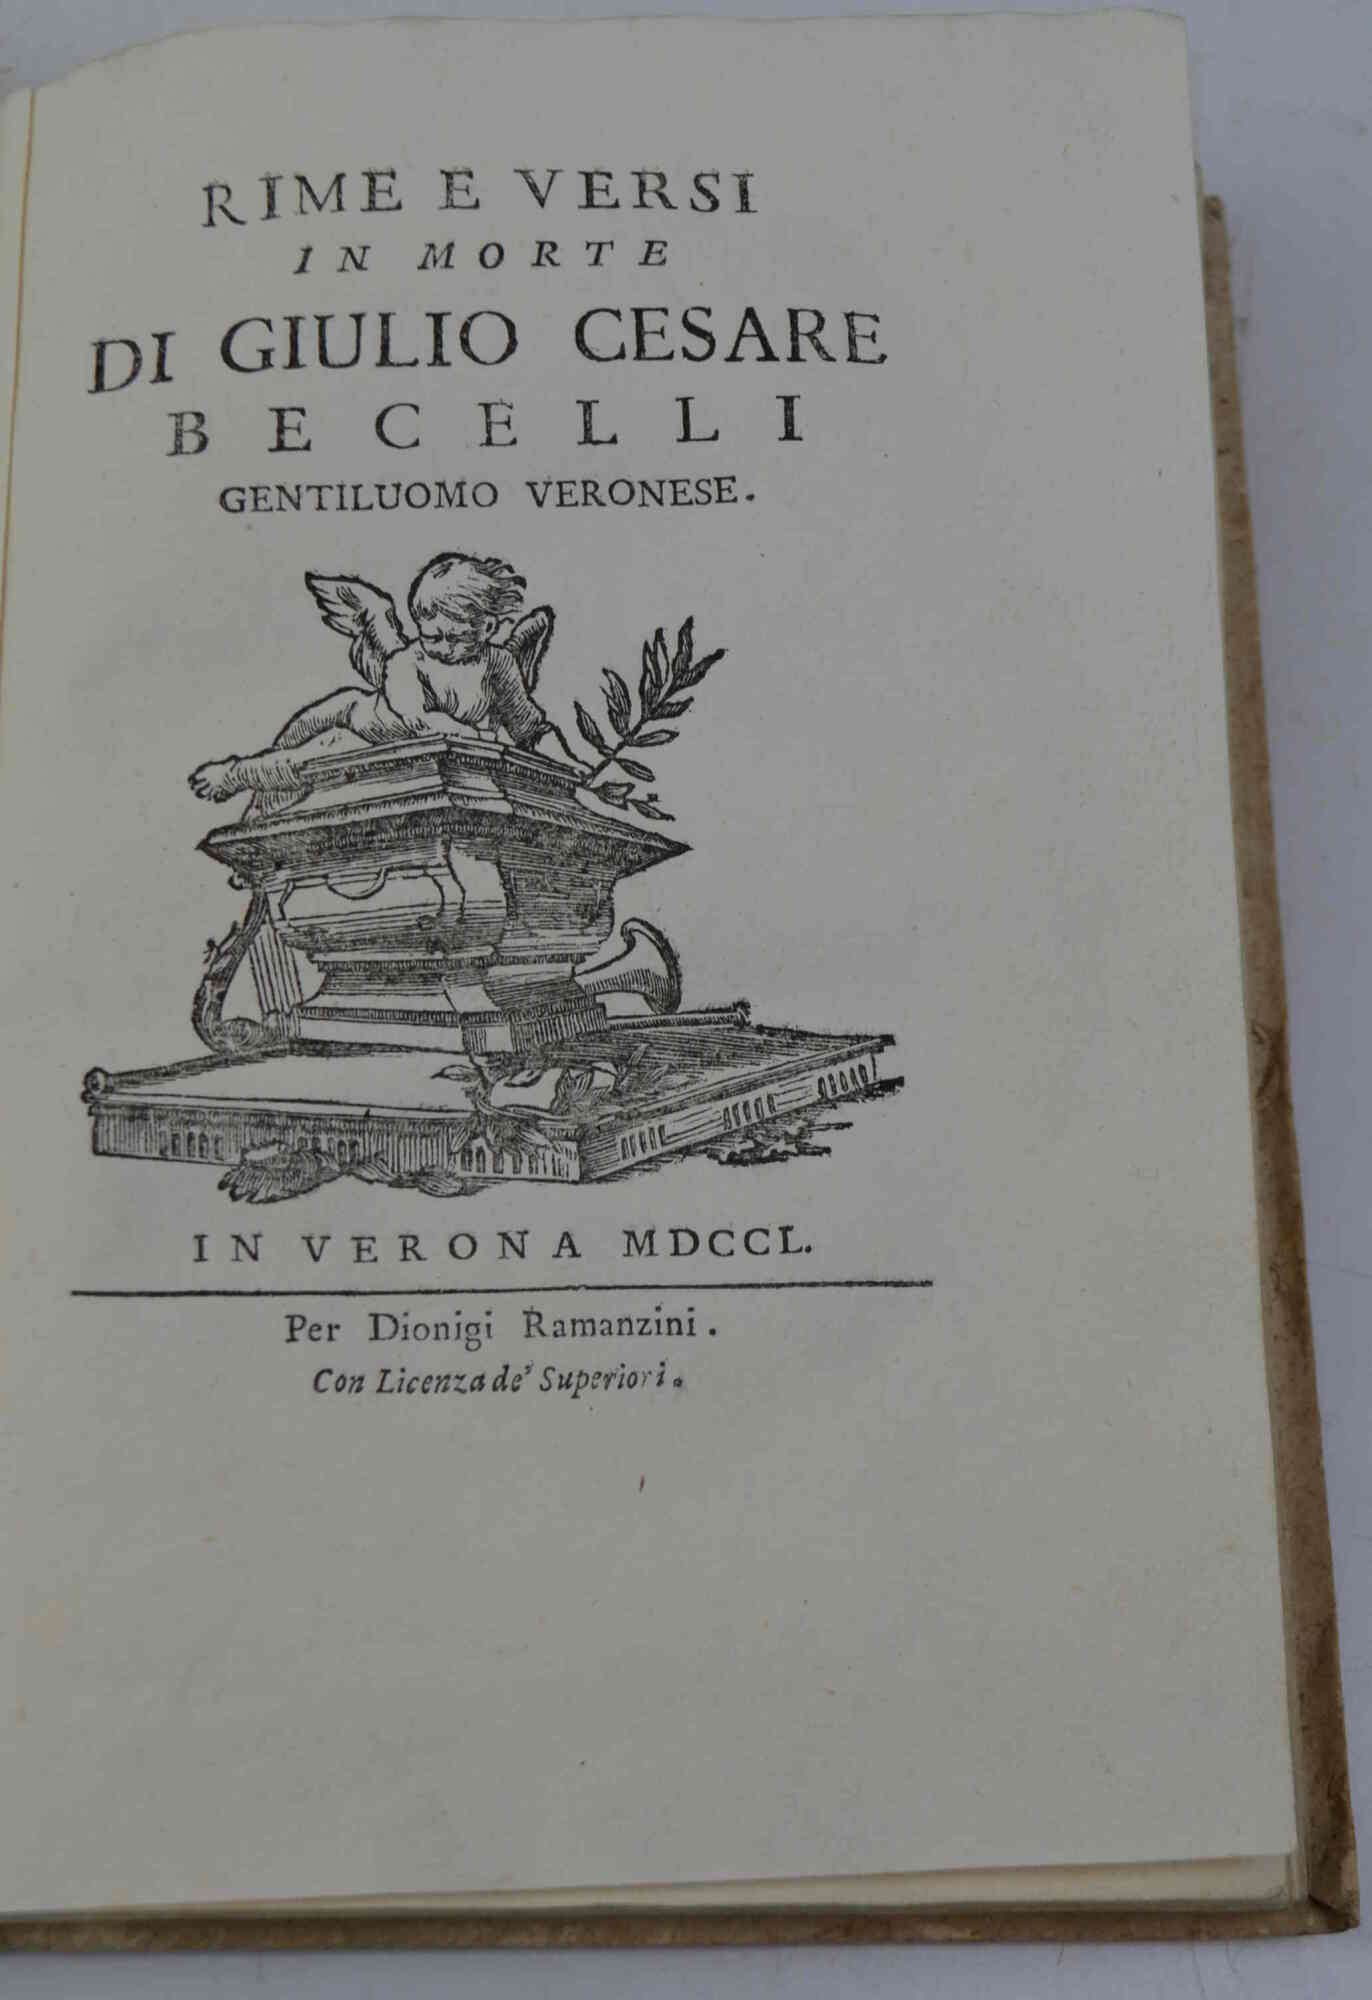 RIME E VERSI
IN MORTE
DI GIULIO CESARE
BECELLI
GENTILUOMO VERONESE.
IN VERONA MDCCL.
Per Dionigi Ramanzini.
Con Licenza de' Superiori.